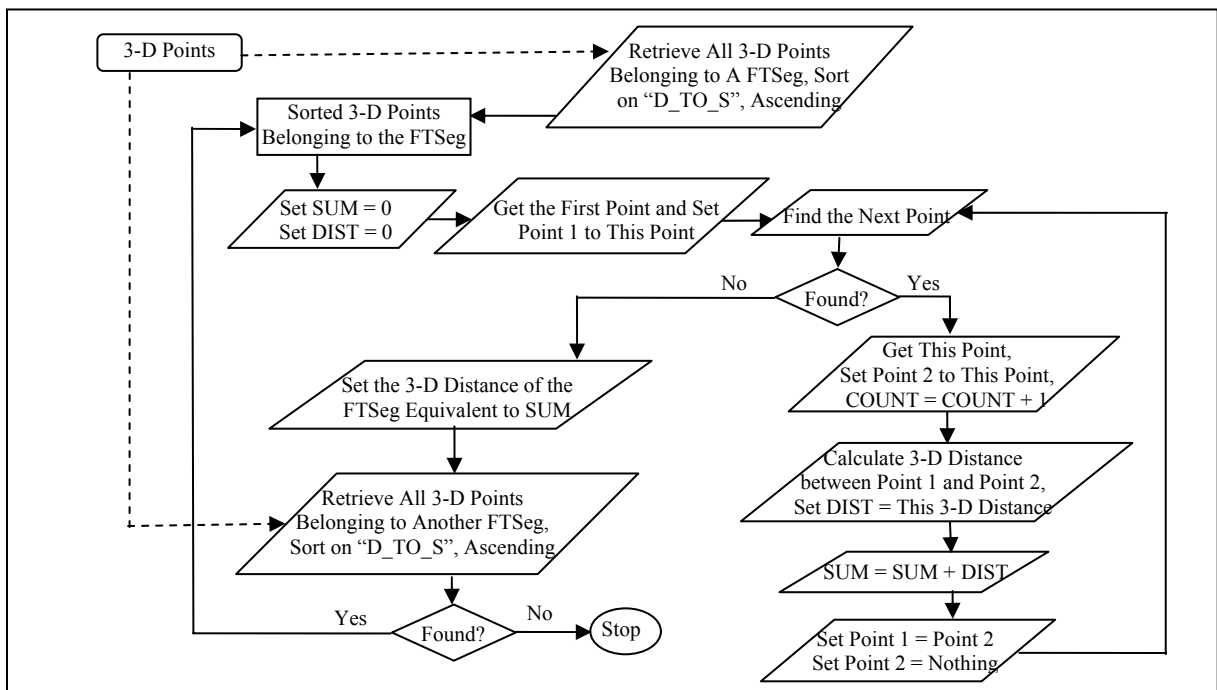 3-D Points
Retrieve All 3-D Points
Belonging to A FTSeg, Sort
on “D_TO_S”, Ascending
Sorted 3-D Points
Belonging to the FTSeg
Set SUM = 0
Set DIST = 0
Get the First Point and Set
Point 1 to This Point
Find the Next Point
Found?
No
Yes
Get This Point,
Set Point 2 to This Point,
COUNT = COUNT + 1
Set the 3-D Distance of the
FTSeg Equivalent to SUM
Calculate 3-D Distance
between Point 1 and Point 2,
Set DIST = This 3-D Distance
Retrieve All 3-D Points
Belonging to Another FTSeg,
Sort on “D_TO_S”, Ascending
SUM = SUM + DIST
Found?
Yes
No
Stop
Set Point 1 = Point 2
Set Point 2 = Nothing